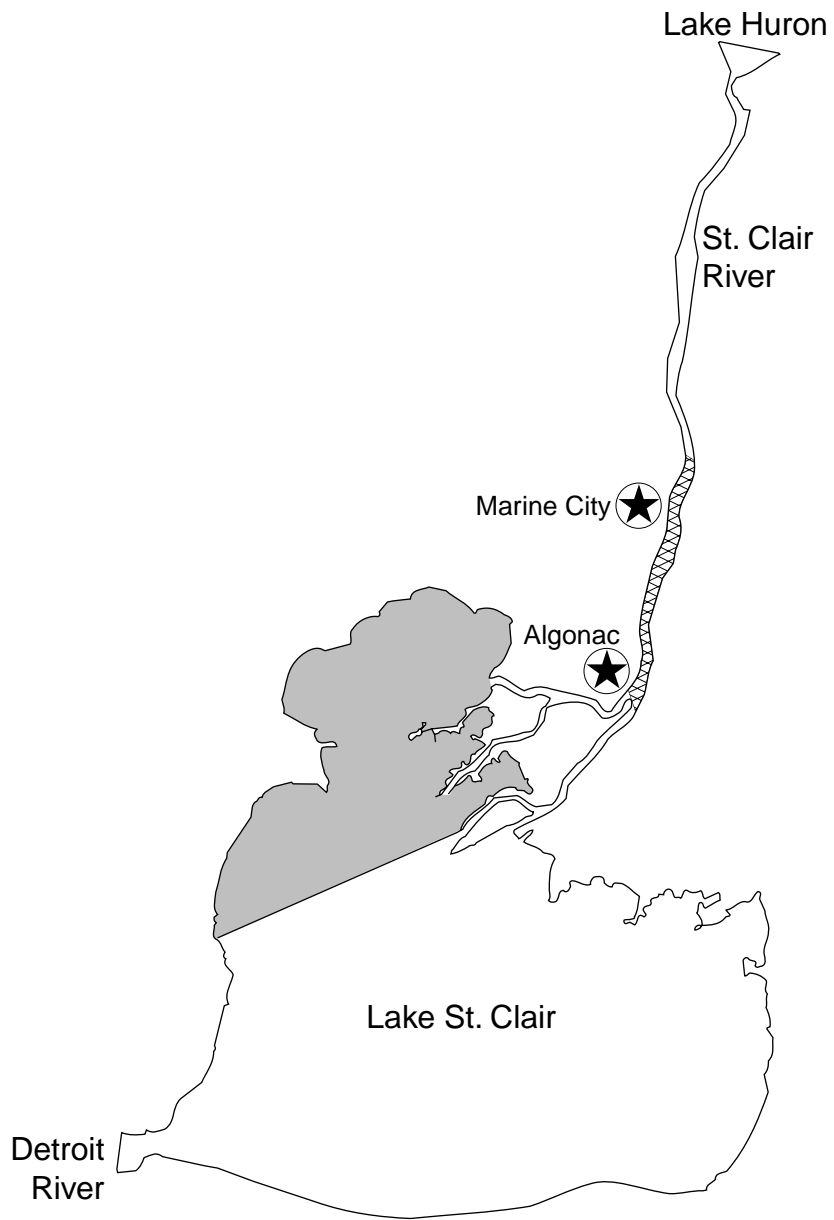 Lake Huron
St. Clair
River
Marine City
Algonac
Lake St. Clair
Detroit
River